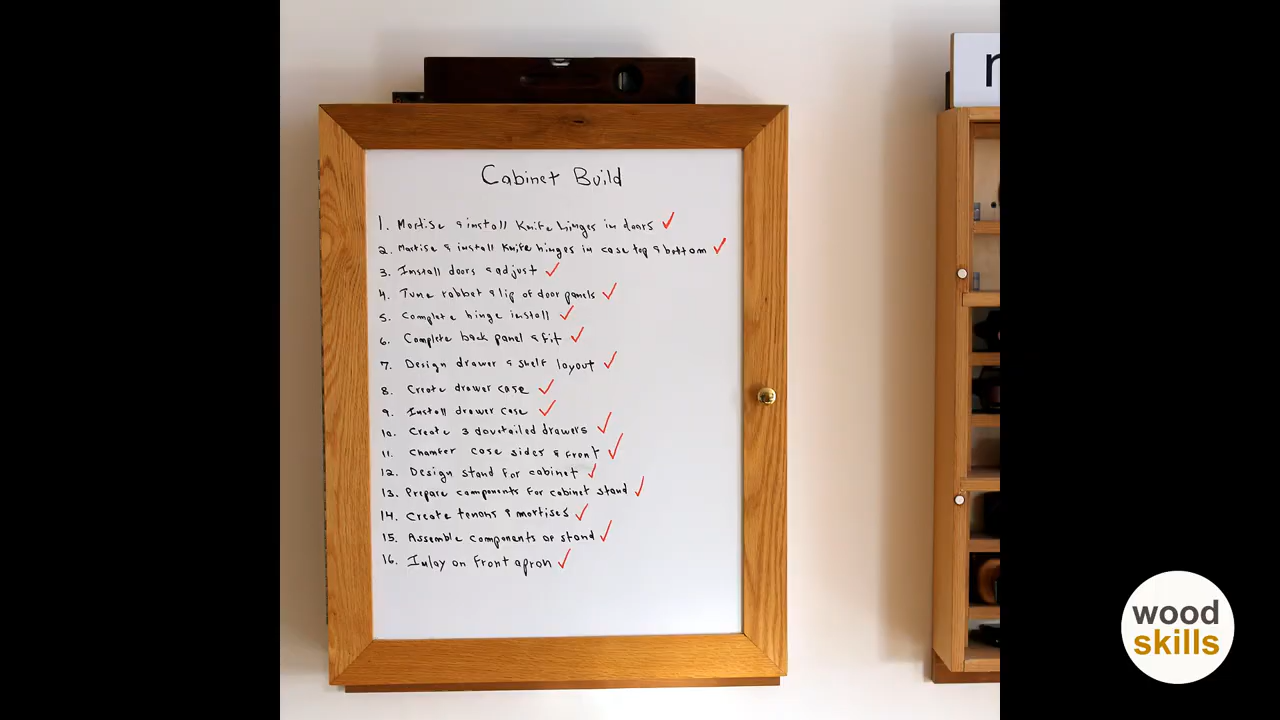 Cabinet Build
1. Mortise & install Knife hinges in doors ✓
2. Mortise & install Knife hinges in case top & bottom ✓
3. Install doors & adjust ✓
4. Tune rabbet & lip of door panels ✓
5. Complete hinge install ✓
6. Complete back panel & fit ✓
7. Design drawer & shelf layout ✓
8. Create drawer case ✓
9. Install drawer case ✓
10. Create 3 dovetailed drawers ✓
11. Chamfer case sides & front ✓
12. Design stand for cabinet ✓
13. Prepare components for cabinet stand ✓
14. Create tenons & mortises ✓
15. Assemble components of stand ✓
16. Inlay on front apron ✓
wood
skills